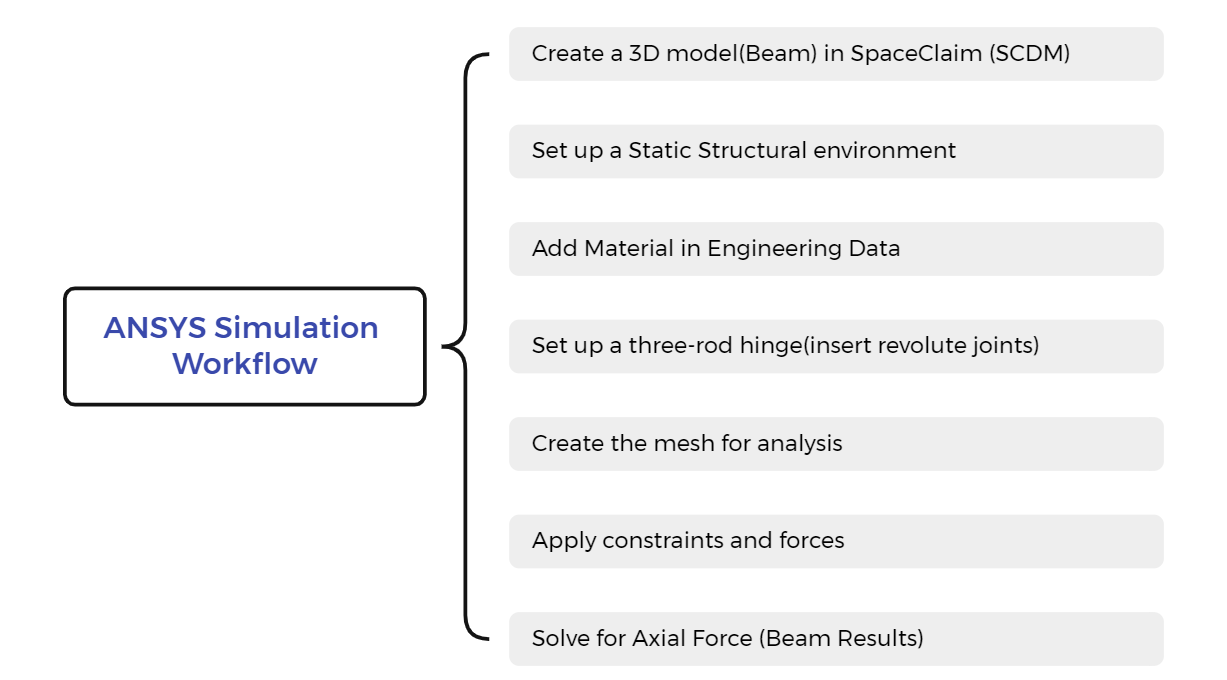 Create a 3D model(Beam) in SpaceClaim (SCDM)
Set up a Static Structural environment
Add Material in Engineering Data
ANSYS Simulation
Workflow
Set up a three-rod hinge(insert revolute joints)
Create the mesh for analysis
Apply constraints and forces
Solve for Axial Force (Beam Results)